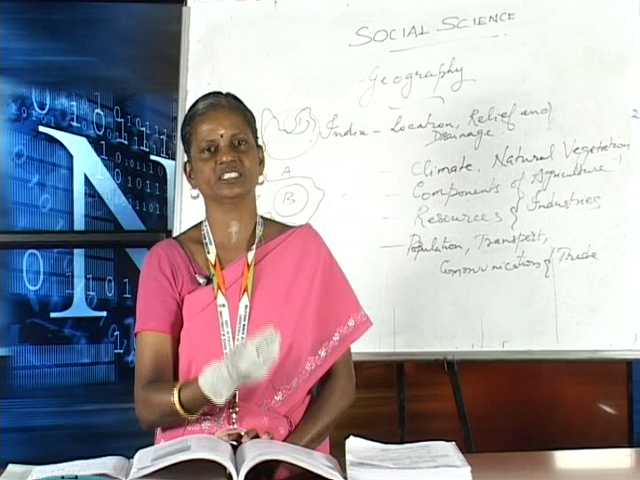 SOCIAL SCIENCE
Geography
India - Location, Relief and
Drainage
- Climate, Natural Vegetation
Components of Agriculture
- Resources & Industries
- Population, Transport,
Communication & Trade
A
B
N